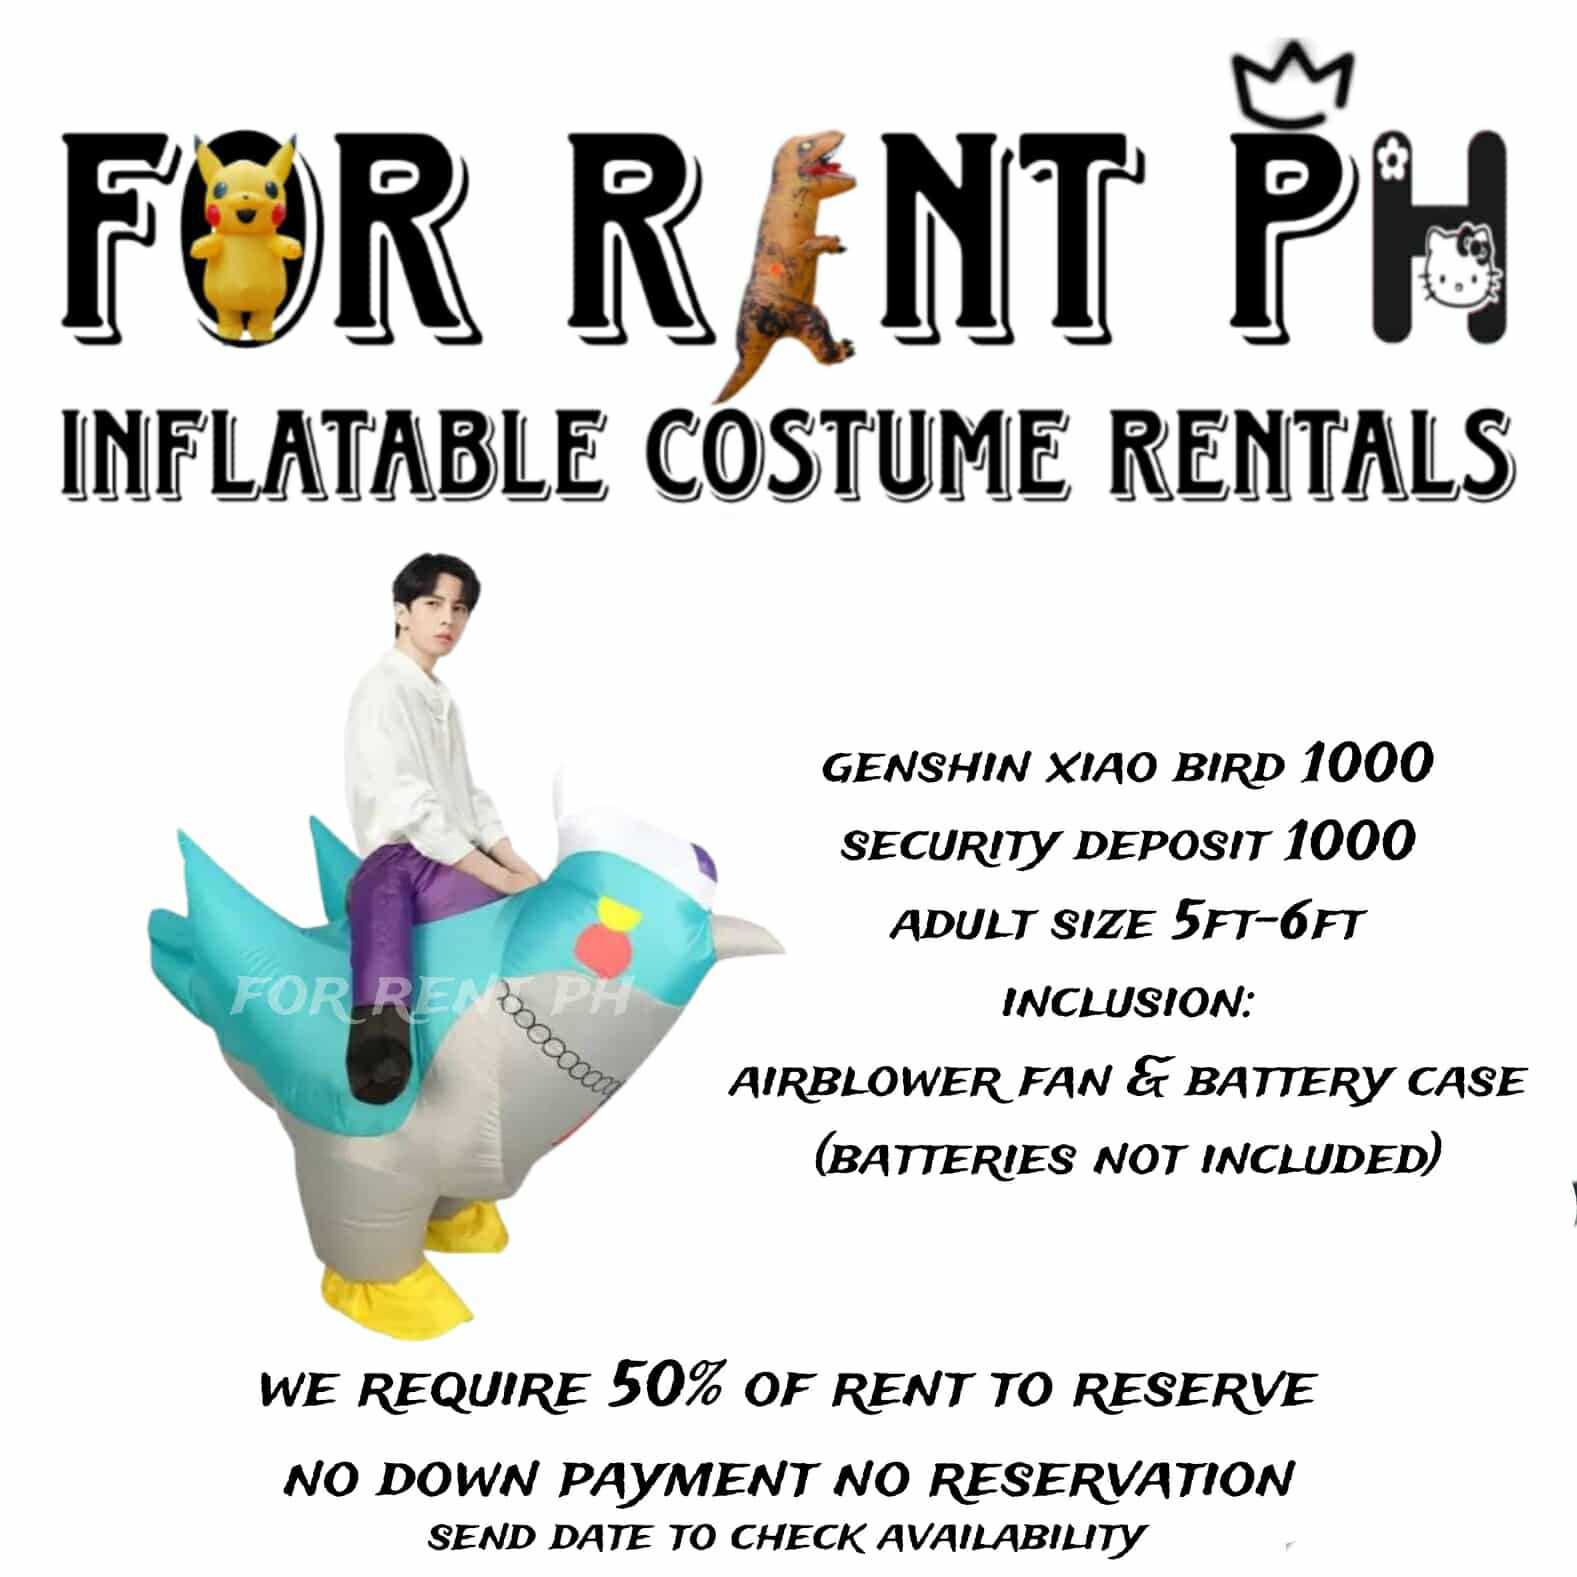 FOR RENT PH
INFLATABLE COSTUME RENTALS
GENSHIN XIAO BIRD 1000
SECURITY DEPOSIT 1000
ADULT SIZE 5FT-6FT
INCLUSION:
AIRBLOWER FAN & BATTERY CASE
(BATTERIES NOT INCLUDED)
FOR RENT PH
WE REQUIRE 50% OF RENT TO RESERVE
NO DOWN PAYMENT NO RESERVATION
SEND DATE TO CHECK AVAILABILITY